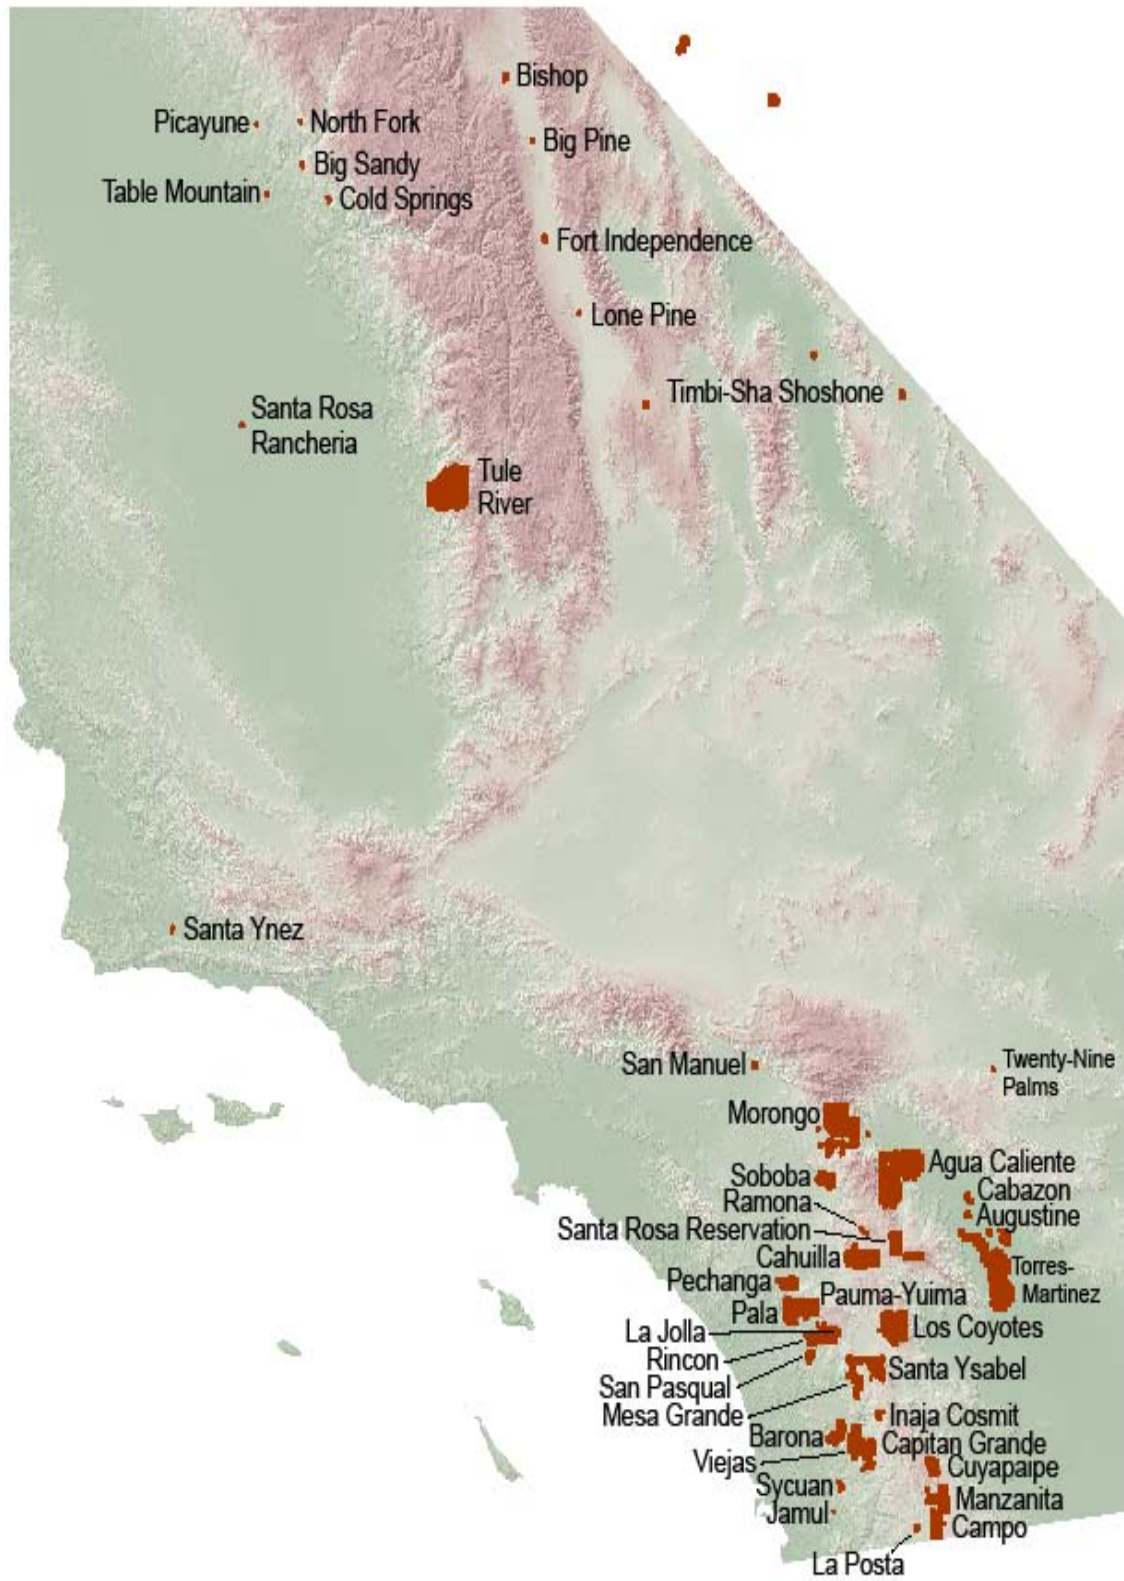 Bishop
Picayune
North Fork
Big Pine
Big Sandy
Table Mountain
Cold Springs
Fort Independence
Lone Pine
Timbi-Sha Shoshone
Santa Rosa
Rancheria
Tule
River
Santa Ynez
San Manuel
Twenty-Nine
Palms
Morongo
Agua Caliente
Soboba
Cabazon
Ramona
Augustine
Santa Rosa Reservation
Cahuilla
Torres-
Martinez
Pechanga
Pauma-Yuima
Pala
La Jolla
Los Coyotes
Rincon
Santa Ysabel
San Pasqual
Mesa Grande
Inaja Cosmit
Barona
Capitan Grande
Viejas
Cuyapaipe
Sycuan
Manzanita
Jamul
Campo
La Posta